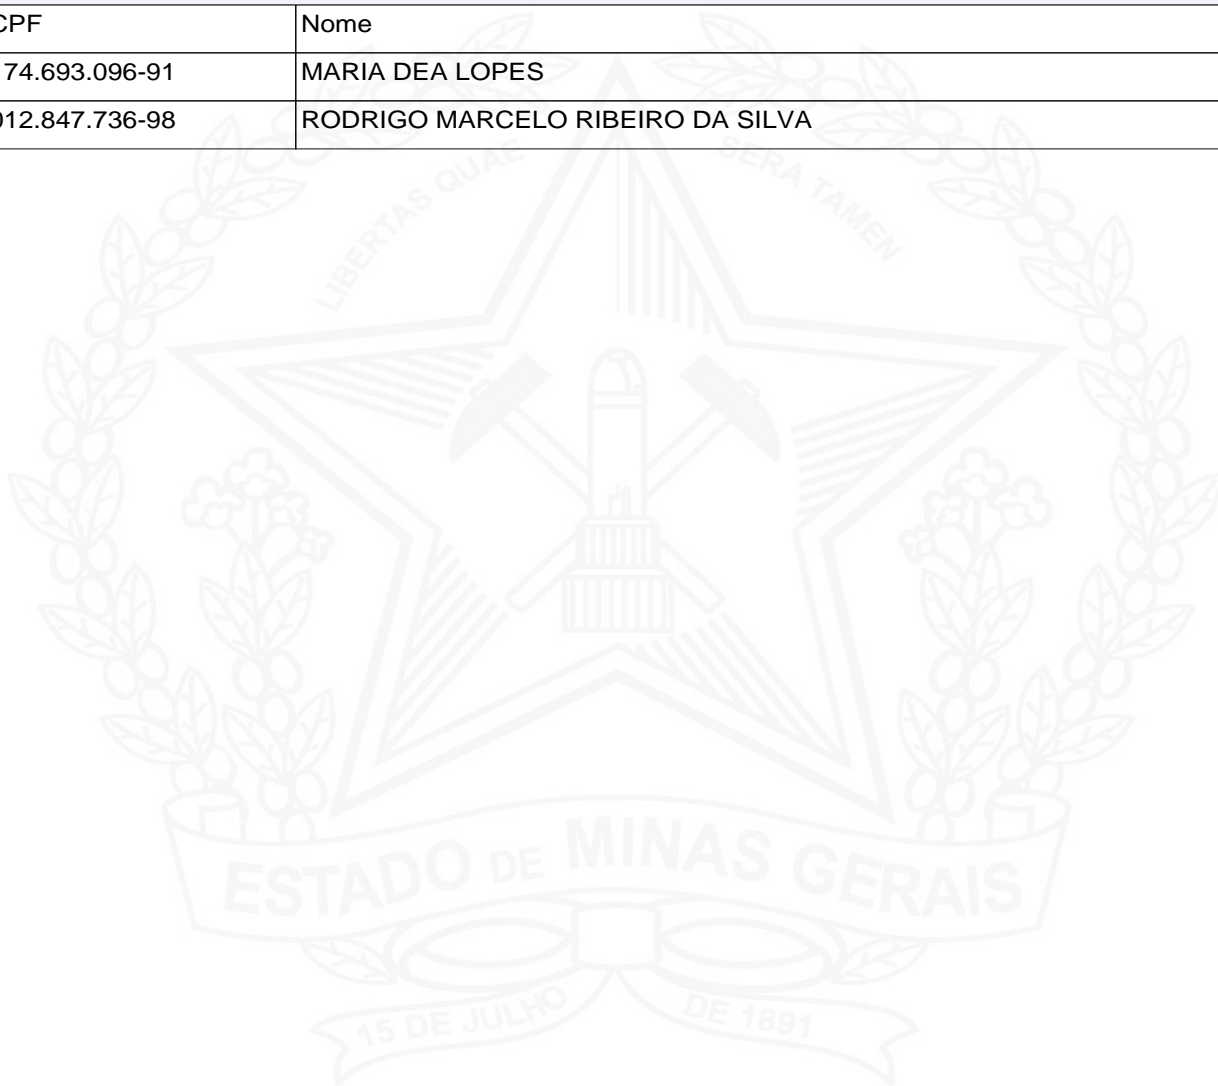 CPF Nome
74.693.096-91 MARIA DEA LOPES
012.847.736-98 RODRIGO MARCELO RIBEIRO DA SILVA
LIBERTAS QUAE SERA TAMEN
ESTADO DE MINAS GERAIS
15 DE JULHO DE 1891